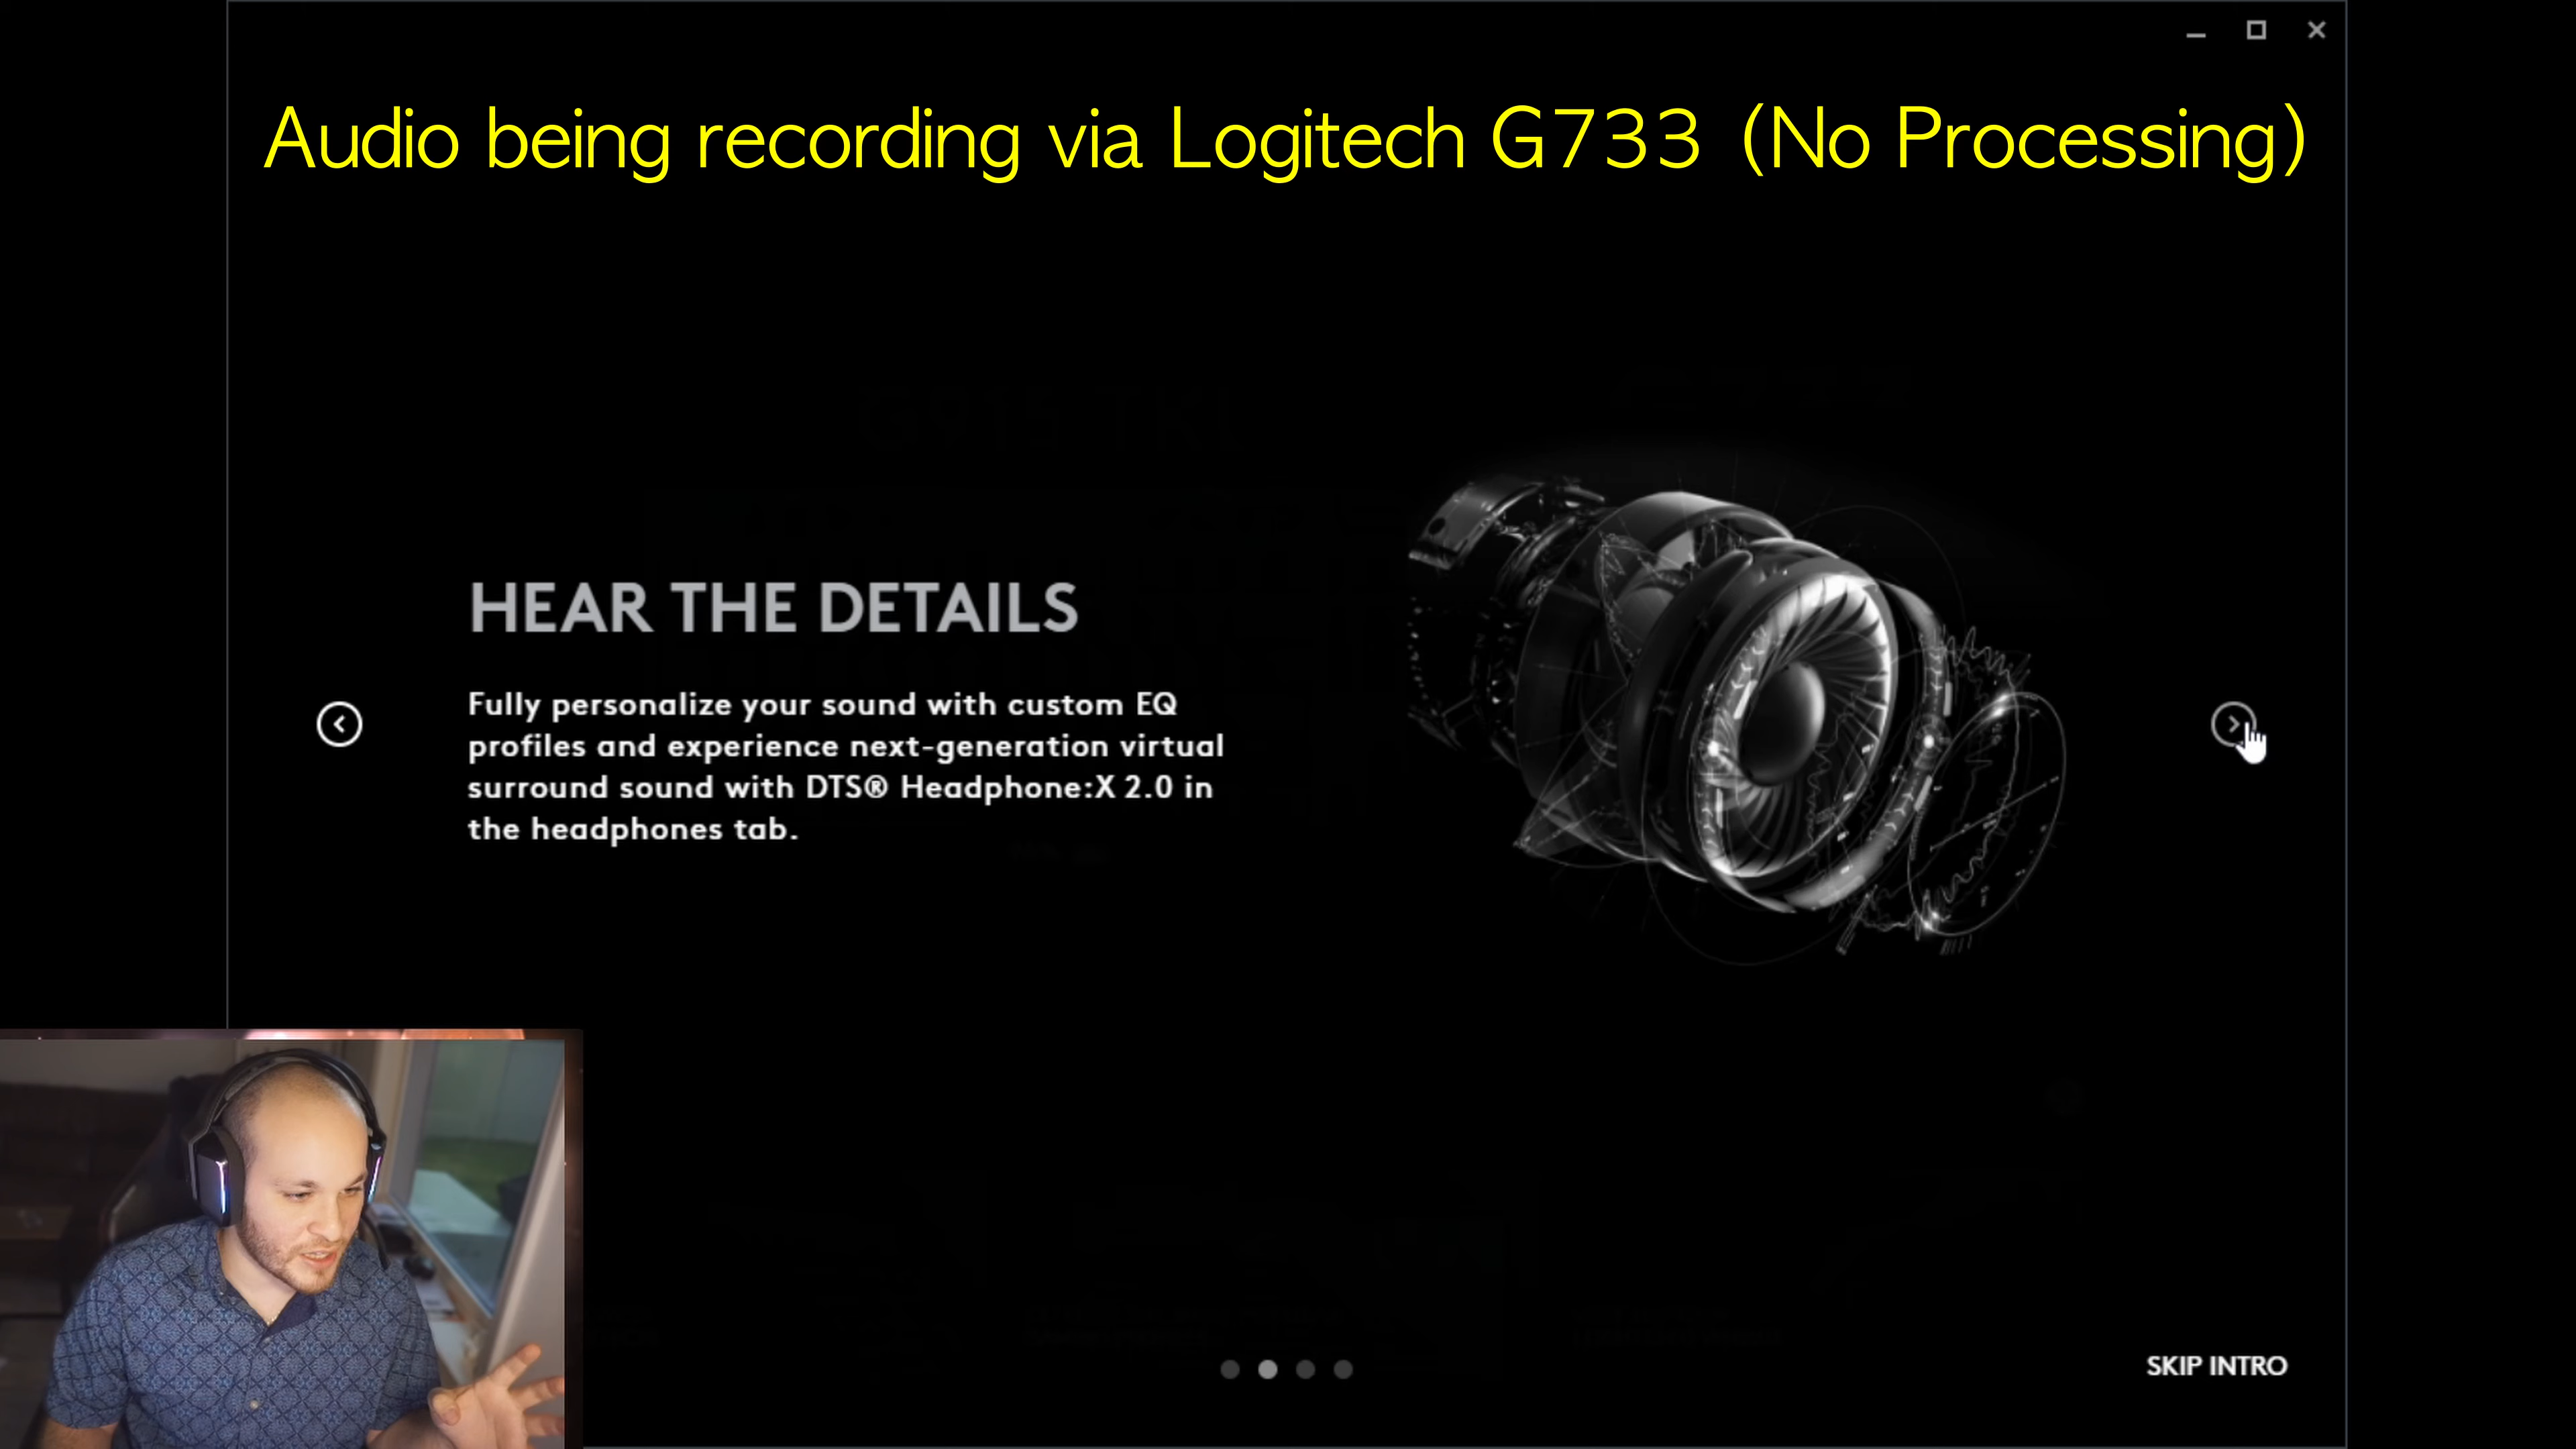 Audio being recording via Logitech G733 (No Processing)
HEAR THE DETAILS
Fully personalize your sound with custom EQ
profiles and experience next-generation virtual
surround sound with DTS® Headphone:X 2.0 in
the headphones tab.
SKIP INTRO